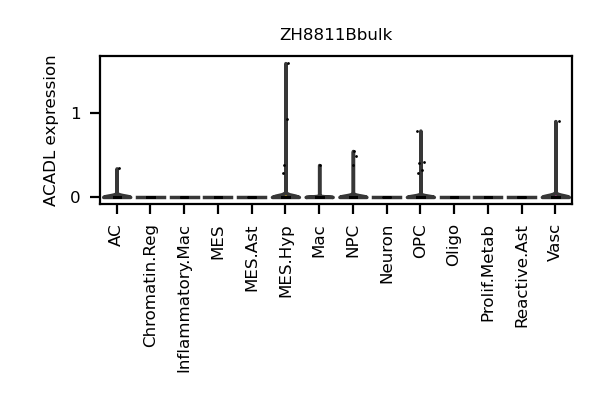 ZH8811Bbulk
ACADL expression
1
0
AC
Chromatin.Reg
Inflammatory.Mac
MES
MES.Ast
MES.Hyp
Mac
NPC
Neuron
OPC
Oligo
Prolif.Metab
Reactive.Ast
Vasc